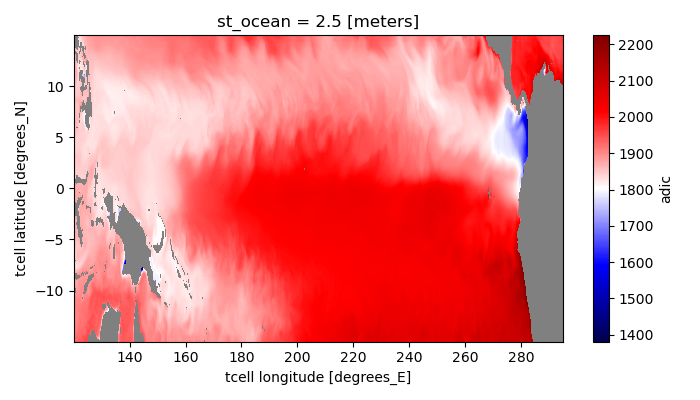 st_ocean = 2.5 [meters]
10
5
0
−5
−10
tcell latitude [degrees_N]
140 160 180 200 220 240 260 280
tcell longitude [degrees_E]
2200
2100
2000
1900
1800
1700
1600
1500
1400
adic